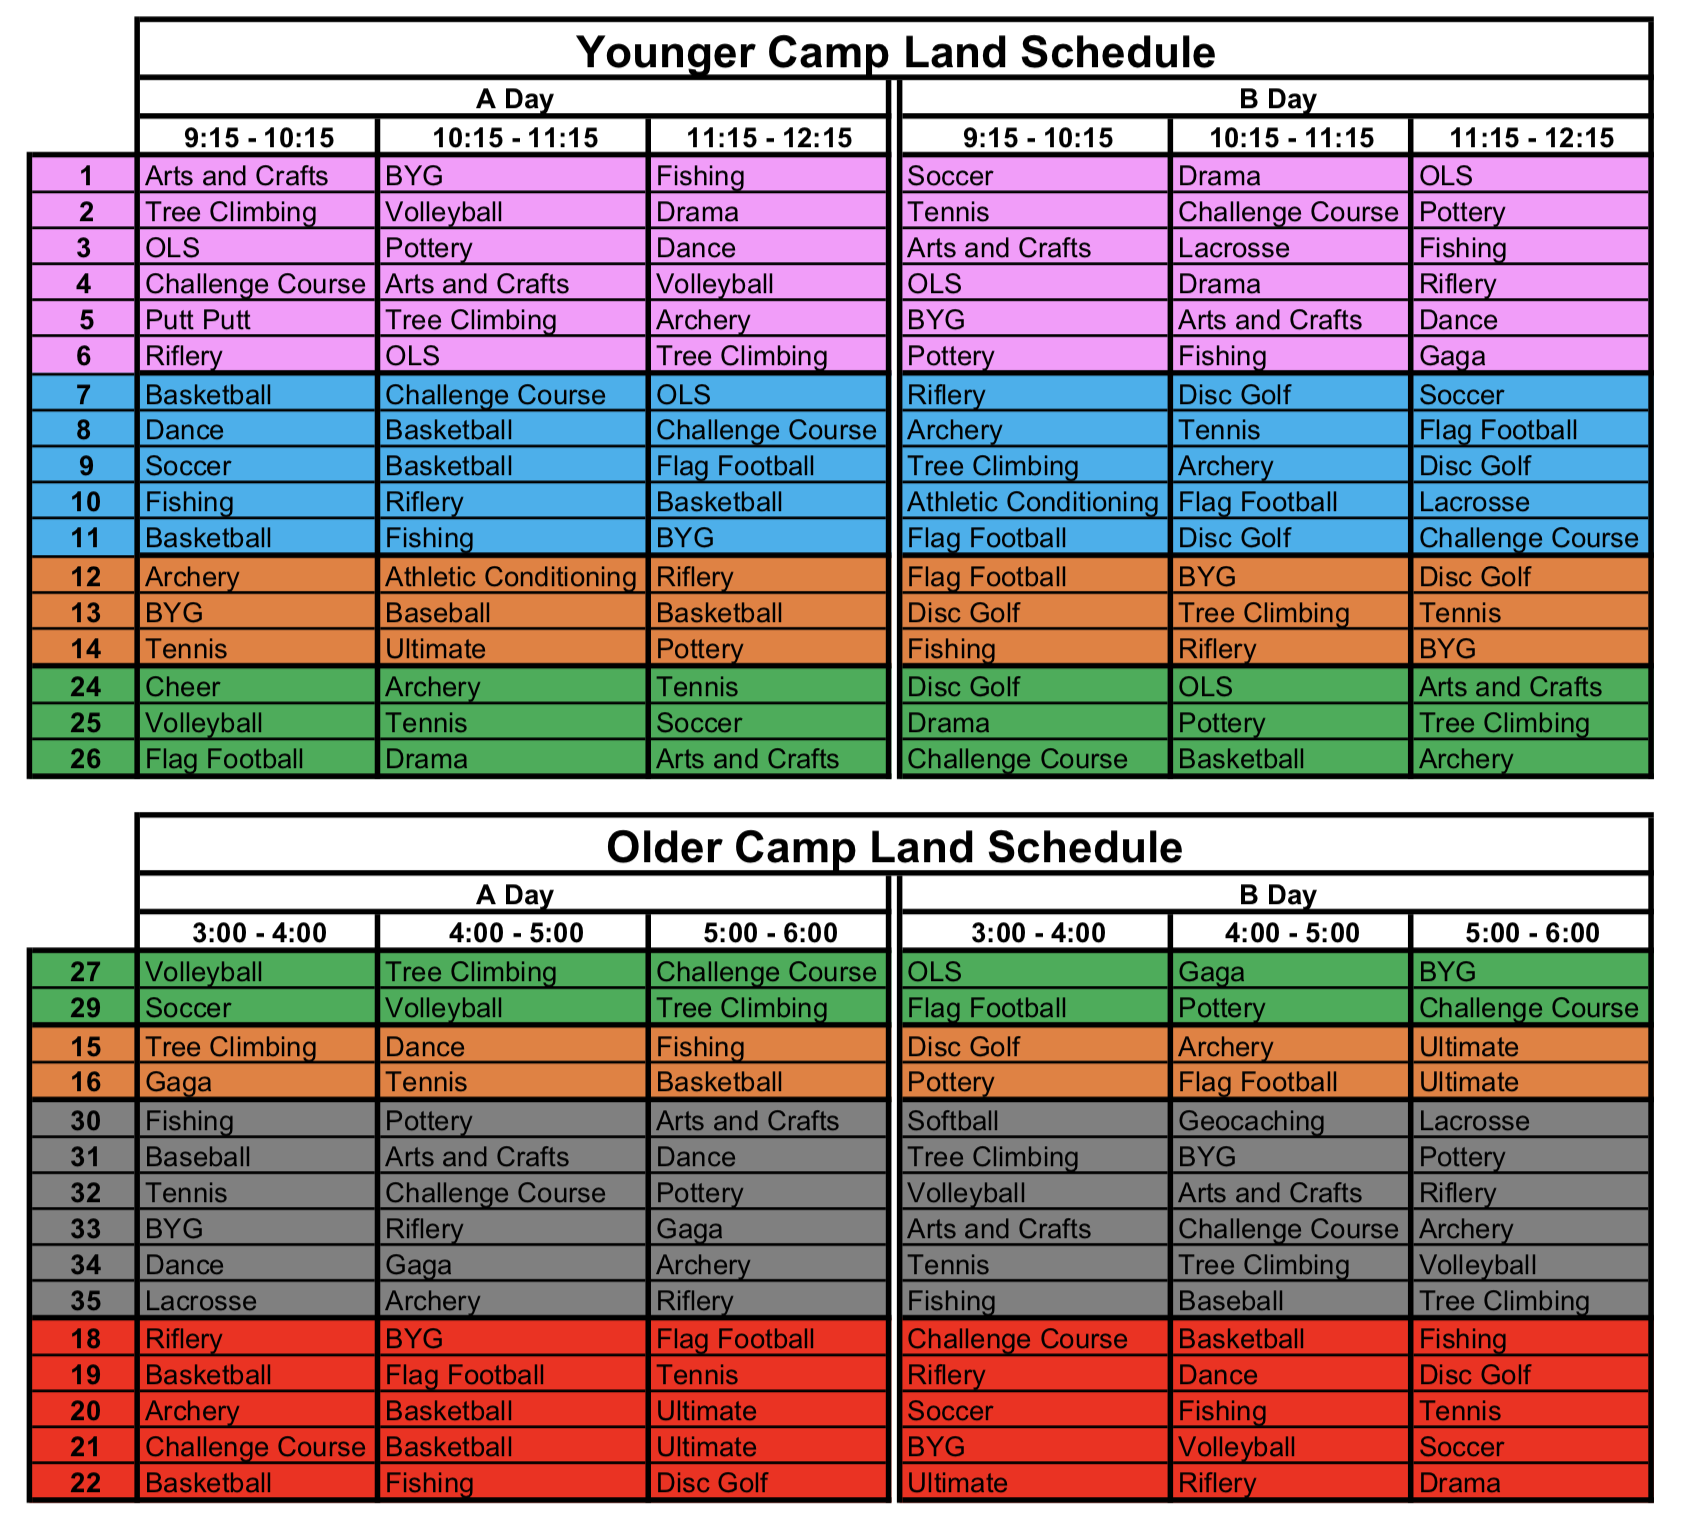 Younger Camp Land Schedule
A Day B Day
9:15 - 10:15 10:15 - 11:15 11:15 - 12:15 9:15 - 10:15 10:15 - 11:15 11:15 - 12:15
1 Arts and Crafts BYG Fishing Soccer Drama OLS
2 Tree Climbing Volleyball Drama Tennis Challenge Course Pottery
3 OLS Pottery Dance Arts and Crafts Lacrosse Fishing
4 Challenge Course Arts and Crafts Volleyball OLS Drama Riflery
5 Putt Putt Tree Climbing Archery BYG Arts and Crafts Dance
6 Riflery OLS Tree Climbing Pottery Fishing Gaga
7 Basketball Challenge Course OLS Riflery Disc Golf Soccer
8 Dance Basketball Challenge Course Archery Tennis Flag Football
9 Soccer Basketball Flag Football Tree Climbing Archery Disc Golf
10 Fishing Riflery Basketball Athletic Conditioning Flag Football Lacrosse
11 Basketball Fishing BYG Flag Football Disc Golf Challenge Course
12 Archery Athletic Conditioning Riflery Flag Football BYG Disc Golf
13 BYG Baseball Basketball Disc Golf Tree Climbing Tennis
14 Tennis Ultimate Pottery Fishing Riflery BYG
24 Cheer Archery Tennis Disc Golf OLS Arts and Crafts
25 Volleyball Tennis Soccer Drama Pottery Tree Climbing
26 Flag Football Drama Arts and Crafts Challenge Course Basketball Archery
Older Camp Land Schedule
A Day B Day
3:00 - 4:00 4:00 - 5:00 5:00 - 6:00 3:00 - 4:00 4:00 - 5:00 5:00 - 6:00
27 Volleyball Tree Climbing Challenge Course OLS Gaga BYG
29 Soccer Volleyball Tree Climbing Flag Football Pottery Challenge Course
15 Tree Climbing Dance Fishing Disc Golf Archery Ultimate
16 Gaga Tennis Basketball Pottery Flag Football Ultimate
30 Fishing Pottery Arts and Crafts Softball Geocaching Lacrosse
31 Baseball Arts and Crafts Dance Tree Climbing BYG Pottery
32 Tennis Challenge Course Pottery Volleyball Arts and Crafts Riflery
33 BYG Riflery Gaga Arts and Crafts Challenge Course Archery
34 Dance Gaga Archery Tennis Tree Climbing Volleyball
35 Lacrosse Archery Riflery Fishing Baseball Tree Climbing
18 Riflery BYG Flag Football Challenge Course Basketball Fishing
19 Basketball Flag Football Tennis Riflery Dance Disc Golf
20 Archery Basketball Ultimate Soccer Fishing Tennis
21 Challenge Course Basketball Ultimate BYG Volleyball Soccer
22 Basketball Fishing Disc Golf Ultimate Riflery Drama